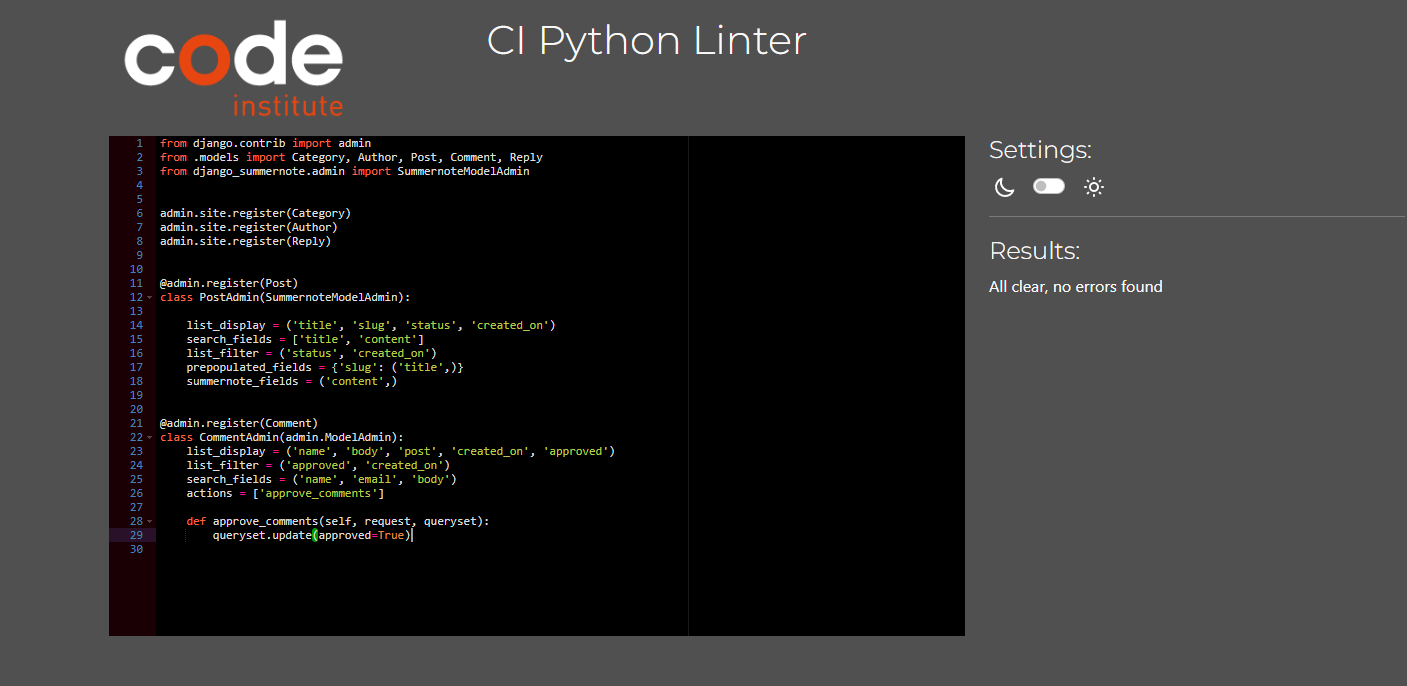 code
institute
CI Python Linter
1 from django.contrib import admin
2 from .models import Category, Author, Post, Comment, Reply
3 from django_summernote.admin import SummernoteModelAdmin
4
5
6 admin.site.register(Category)
7 admin.site.register(Author)
8 admin.site.register(Reply)
9
10
11 @admin.register(Post)
12 class PostAdmin(SummernoteModelAdmin):
13
14     list_display = ('title', 'slug', 'status', 'created_on')
15     search_fields = ['title', 'content']
16     list_filter = ('status', 'created_on')
17     prepopulated_fields = {'slug': ('title',)}
18     summernote_fields = ('content',)
19
20
21 @admin.register(Comment)
22 class CommentAdmin(admin.ModelAdmin):
23     list_display = ('name', 'body', 'post', 'created_on', 'approved')
24     list_filter = ('approved', 'created_on')
25     search_fields = ('name', 'email', 'body')
26     actions = ['approve_comments']
27
28     def approve_comments(self, request, queryset):
29         queryset.update(approved=True)
30
Settings:
Results:
All clear, no errors found